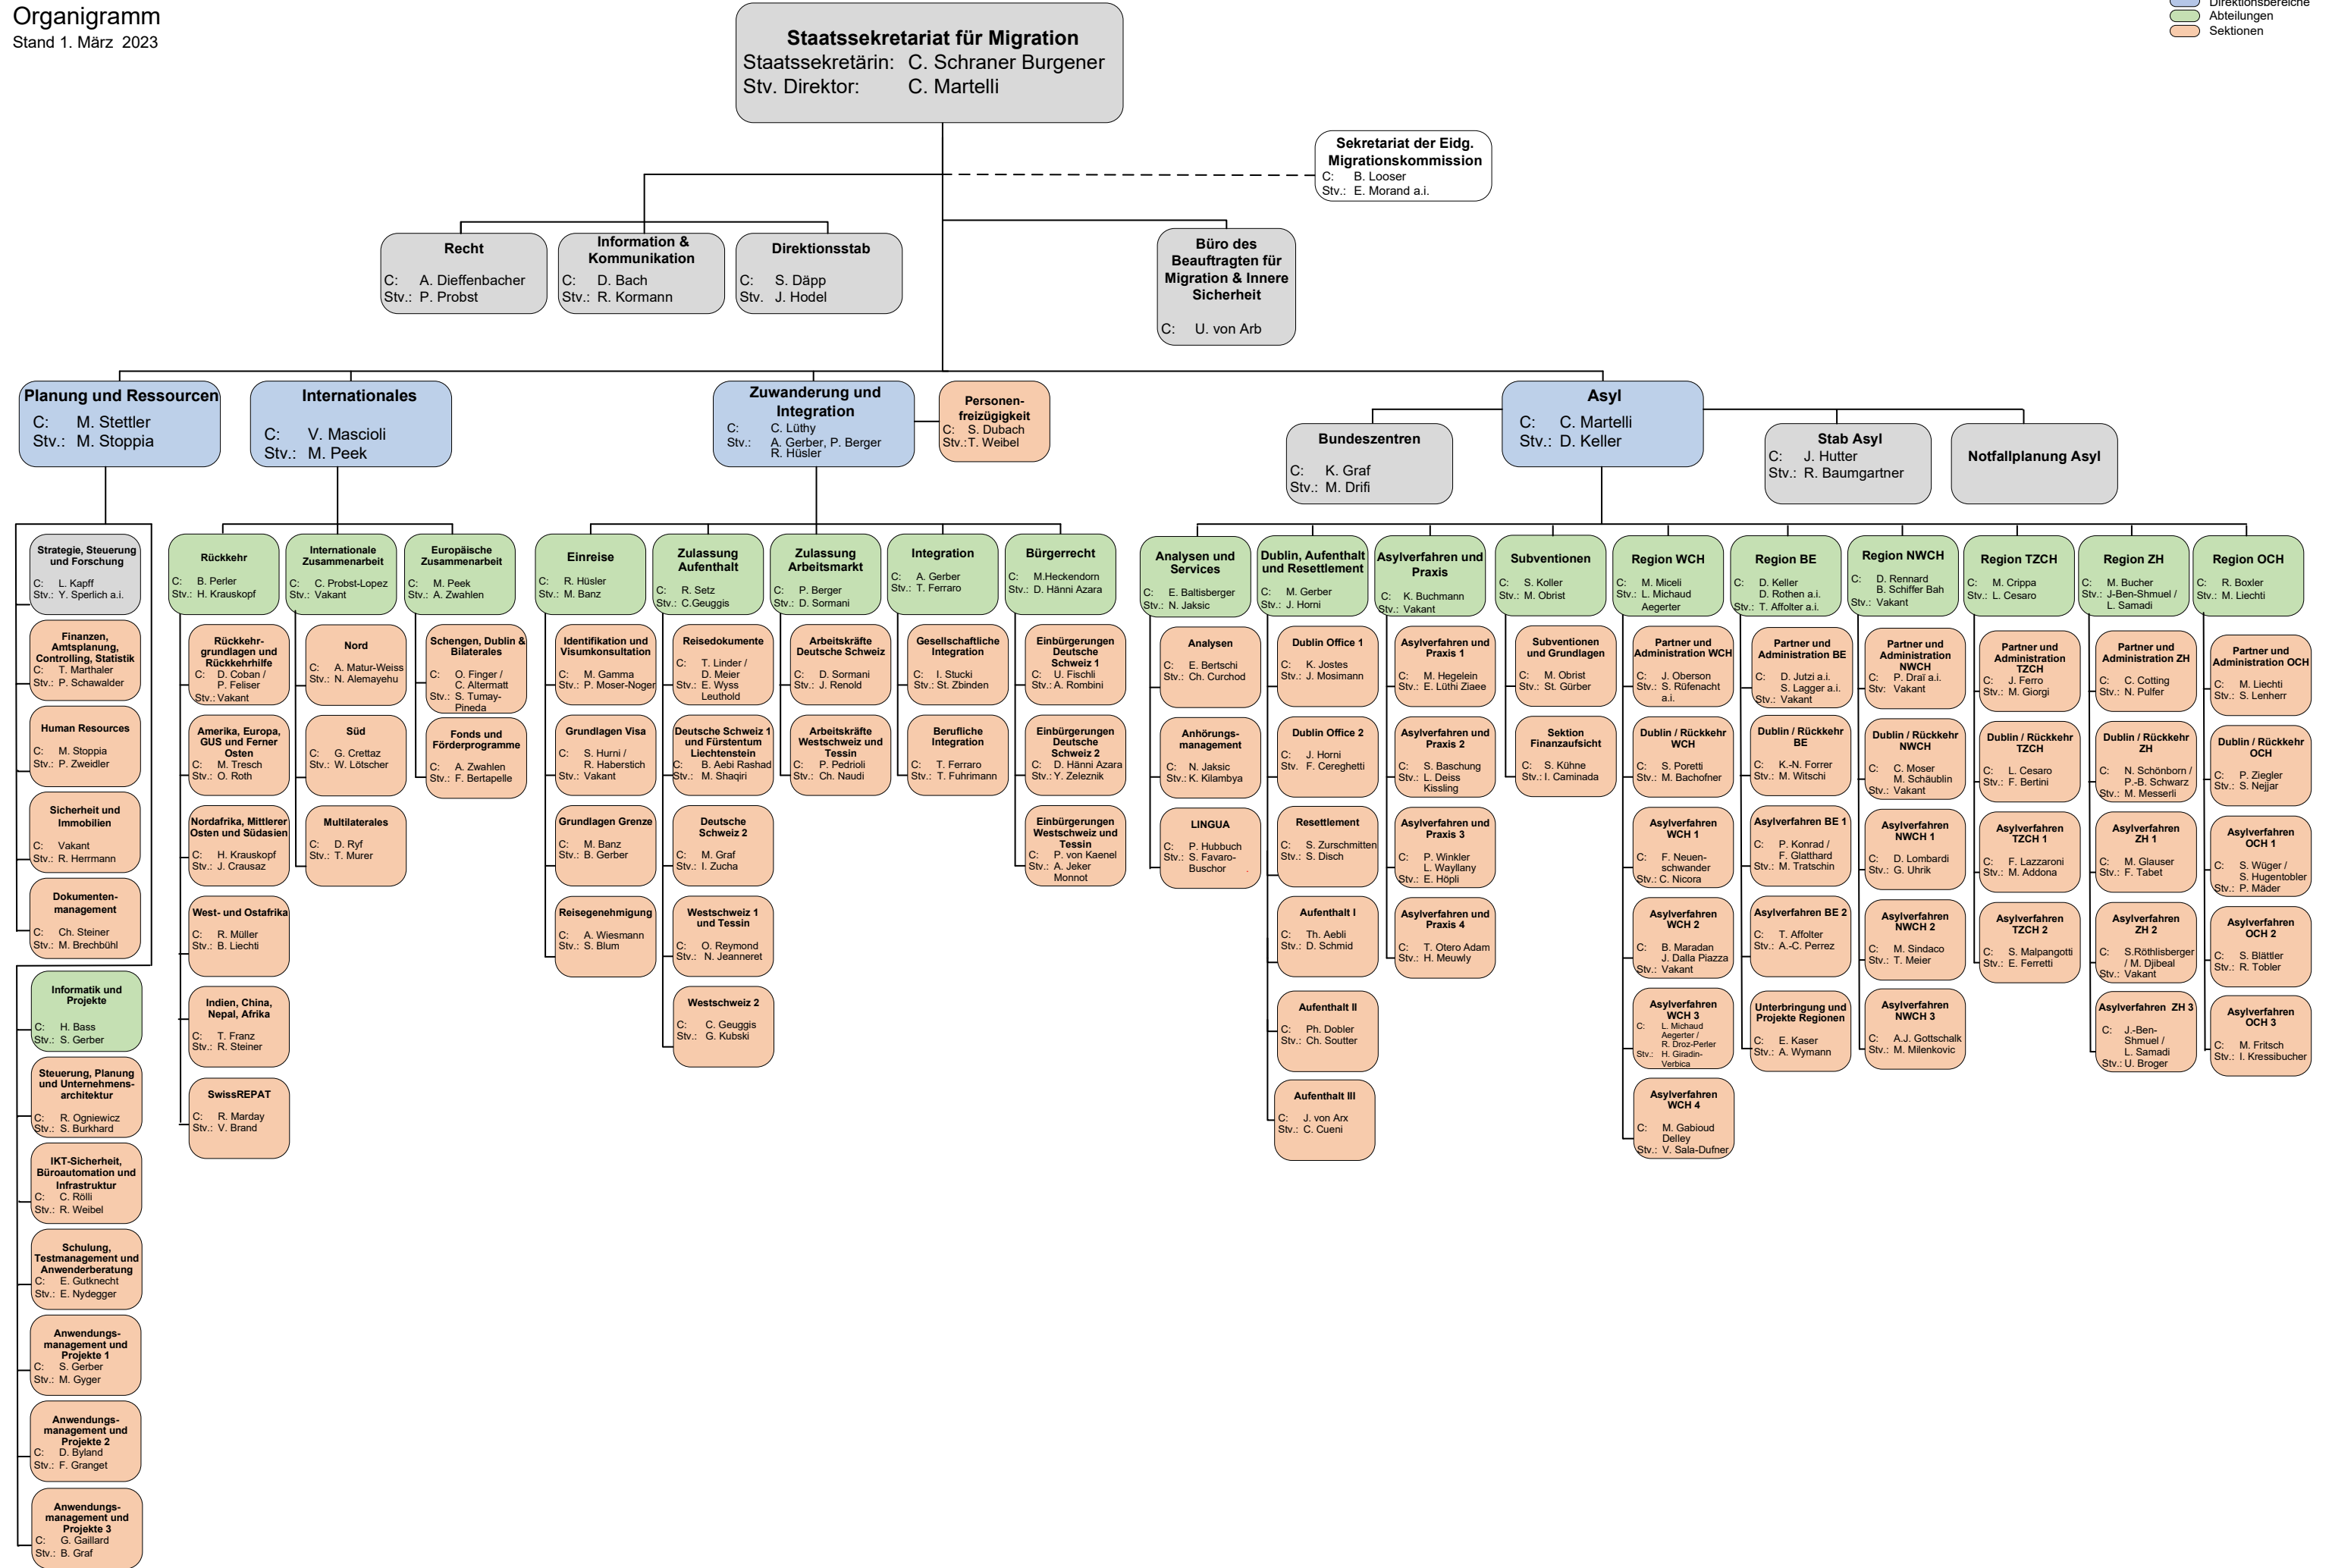 Organigramm
Stand 1. März 2023
Direktionsbereiche
Abteilungen
Sektionen
Staatssekretariat für Migration
Staatssekretärin: C. Schraner Burgener
Stv. Direktor: C. Martelli
Sekretariat der Eidg.
Migrationskommission
C: B. Looser
Stv.: E. Morand a.i.
Recht
C: A. Dieffenbacher
Stv.: P. Probst
Information &
Kommunikation
C: D. Bach
Stv.: R. Kormann
Direktionsstab
C: S. Däpp
Stv. J. Hodel
Büro des
Beauftragten für
Migration & Innere
Sicherheit
C: U. von Arb
Planung und Ressourcen
C: M. Stettler
Stv.: M. Stoppia
Internationales
C: V. Mascioli
Stv.: M. Peek
Zuwanderung und
Integration
C: C. Lüthy
Stv.: A. Gerber, P. Berger
R. Hüsler
Personen-
freizügigkeit
C: S. Dubach
Stv.: T. Weibel
Asyl
C: C. Martelli
Stv.: D. Keller
Bundeszentren
C: K. Graf
Stv.: M. Drifi
Stab Asyl
C: J. Hutter
Stv.: R. Baumgartner
Notfallplanung Asyl
Strategie, Steuerung
und Forschung
C: L. Kapff
Stv.: Y. Sperlich a.i.
Finanzen,
Amtsplanung,
Controlling, Statistik
C: T. Marthaler
Stv.: P. Schawalder
Human Resources
C: M. Stoppia
Stv.: P. Zweidler
Sicherheit und
Immobilien
C: Vakant
Stv.: R. Herrmann
Dokumenten-
management
C: Ch. Steiner
Stv.: M. Brechbühl
Informatik und
Projekte
C: H. Bass
Stv.: S. Gerber
Steuerung, Planung
und Unternehmens-
architektur
C: R. Ogniewicz
Stv.: S. Burkhard
IKT-Sicherheit,
Büroautomation und
Infrastruktur
C: C. Rölli
Stv.: R. Weibel
Schulung,
Testmanagement und
Anwenderberatung
C: E. Gutknecht
Stv.: E. Nydegger
Anwendungs-
management und
Projekte 1
C: S. Gerber
Stv.: M. Gyger
Anwendungs-
management und
Projekte 2
C: D. Byland
Stv.: F. Granget
Anwendungs-
management und
Projekte 3
C: G. Gaillard
Stv.: B. Graf
Rückkehr
C: B. Perler
Stv.: H. Krauskopf
Rückkehr-
grundlagen und
Rückkehrhilfe
C: D. Coban /
P. Feliser
Stv.: Vakant
Amerika, Europa,
GUS und Ferner
Osten
C: M. Tresch
Stv.: O. Roth
Nordafrika, Mittlerer
Osten und Südasien
C: H. Krauskopf
Stv.: J. Crausaz
West- und Ostafrika
C: R. Müller
Stv.: B. Liechti
Indien, China,
Nepal, Afrika
C: T. Franz
Stv.: R. Steiner
SwissREPAT
C: R. Marday
Stv.: V. Brand
Internationale
Zusammenarbeit
C: C. Probst-Lopez
Stv.: Vakant
Nord
C: A. Matur-Weiss
Stv.: N. Alemayehu
Süd
C: G. Crettaz
Stv.: W. Lötscher
Multilaterales
C: D. Ryf
Stv.: T. Murer
Europäische
Zusammenarbeit
C: M. Peek
Stv.: A. Zwahlen
Schengen, Dublin &
Bilaterales
C: O. Finger /
C. Altermatt
Stv.: S. Tumay-
Pineda
Fonds und
Förderprogramme
C: A. Zwahlen
Stv.: F. Bertapelle
Einreise
C: R. Hüsler
Stv.: M. Banz
Identifikation und
Visumkonsultation
C: M. Gamma
Stv.: P. Moser-Noger
Grundlagen Visa
C: S. Hurni /
R. Haberstich
Stv.: Vakant
Grundlagen Grenze
C: M. Banz
Stv.: B. Gerber
Reisegenehmigung
C: A. Wiesmann
Stv.: S. Blum
Zulassung
Aufenthalt
C: R. Setz
Stv.: C.Geuggis
Reisedokumente
C: T. Linder /
D. Meier
Stv.: E. Wyss
Leuthold
Deutsche Schweiz 1
und Fürstentum
Liechtenstein
C: B. Aebi Rashad
Stv.: M. Shaqiri
Deutsche
Schweiz 2
C: M. Graf
Stv.: I. Zucha
Westschweiz 1
und Tessin
C: O. Reymond
Stv.: N. Jeanneret
Westschweiz 2
C: C. Geuggis
Stv.: G. Kubski
Zulassung
Arbeitsmarkt
C: P. Berger
Stv.: D. Sormani
Arbeitskräfte
Deutsche Schweiz
C: D. Sormani
Stv.: J. Renold
Arbeitskräfte
Westschweiz und
Tessin
C: P. Pedrioli
Stv.: Ch. Naudi
Integration
C: A. Gerber
Stv.: T. Ferraro
Gesellschaftliche
Integration
C: I. Stucki
Stv.: St. Zbinden
Berufliche
Integration
C: T. Ferraro
Stv.: T. Fuhrimann
Bürgerrecht
C: M.Heckendorn
Stv.: D. Hänni Azara
Einbürgerungen
Deutsche
Schweiz 1
C: U. Fischli
Stv.: A. Rombini
Einbürgerungen
Deutsche
Schweiz 2
C: D. Hänni Azara
Stv.: Y. Zeleznik
Einbürgerungen
Westschweiz und
Tessin
C: P. von Kaenel
Stv.: A. Jeker
Monnot
Analysen und
Services
C: E. Baltisberger
Stv.: N. Jaksic
Analysen
C: E. Bertschi
Stv.: Ch. Curchod
Anhörungs-
management
C: N. Jaksic
Stv.: K. Kilambya
LINGUA
C: P. Hubbuch
Stv.: S. Favaro-
Buschor .
Dublin, Aufenthalt
und Resettlement
C: M. Gerber
Stv.: J. Horni
Dublin Office 1
C: K. Jostes
Stv.: J. Mosimann
Dublin Office 2
C: J. Horni
Stv. F. Cereghetti
Resettlement
C: S. Zurschmitten
Stv.: S. Disch
Aufenthalt I
C: Th. Aebli
Stv.: D. Schmid
Aufenthalt II
C: Ph. Dobler
Stv.: Ch. Soutter
Aufenthalt III
C: J. von Arx
Stv.: C. Cueni
Asylverfahren und
Praxis
C: K. Buchmann
Stv.: Vakant
Asylverfahren und
Praxis 1
C: M. Hegelein
Stv.: E. Lüthi Ziaee
Asylverfahren und
Praxis 2
C: S. Baschung
Stv.: L. Deiss
Kissling
Asylverfahren und
Praxis 3
C: P. Winkler
L. Wayllany
Stv.: E. Höpli
Asylverfahren und
Praxis 4
C: T. Otero Adam
Stv.: H. Meuwly
Subventionen
C: S. Koller
Stv.: M. Obrist
Subventionen
und Grundlagen
C: M. Obrist
Stv.: St. Gürber
Sektion
Finanzaufsicht
C: S. Kühne
Stv.: I. Caminada
Region WCH
C: M. Miceli
Stv.: L. Michaud
Aegerter
Partner und
Administration WCH
C: J. Oberson
Stv.: S. Rüfenacht
a.i.
Dublin / Rückkehr
WCH
C: S. Poretti
Stv.: M. Bachofner
Asylverfahren
WCH 1
C: F. Neuen-
schwander
Stv.: C. Nicora
Asylverfahren
WCH 2
C: B. Maradan
J. Dalla Piazza
Stv.: Vakant
Asylverfahren
WCH 3
C: L. Michaud
Aegerter /
R. Droz-Perler
Stv.: H. Giradin-
Verbica
Asylverfahren
WCH 4
C: M. Gabioud
Delley
Stv.: V. Sala-Dufner
Region BE
C: D. Keller
D. Rothen a.i.
Stv.: T. Affolter a.i.
Partner und
Administration BE
C: D. Jutzi a.i.
S. Lagger a.i.
Stv.: Vakant
Dublin / Rückkehr
BE
C: K.-N. Forrer
Stv.: M. Witschi
Asylverfahren BE 1
C: P. Konrad /
F. Glatthard
Stv.: M. Tratschin
Asylverfahren BE 2
C: T. Affolter
Stv.: A.-C. Perrez
Unterbringung und
Projekte Regionen
C: E. Kaser
Stv.: A. Wymann
Region NWCH
C: D. Rennard
B. Schiffer Bah
Stv: Vakant
Partner und
Administration
NWCH
C: P. Draï a.i.
Stv: Vakant
Dublin / Rückkehr
NWCH
C: C. Moser
M. Schäublin
Stv.: Vakant
Asylverfahren
NWCH 1
C: D. Lombardi
Stv.: G. Uhrik
Asylverfahren
NWCH 2
C: M. Sindaco
Stv.: T. Meier
Asylverfahren
NWCH 3
C: A.J. Gottschalk
Stv.: M. Milenkovic
Region TZCH
C: M. Crippa
Stv.: L. Cesaro
Partner und
Administration
TZCH
C: J. Ferro
Stv.: M. Giorgi
Dublin / Rückkehr
TZCH
C: L. Cesaro
Stv.: F. Bertini
Asylverfahren
TZCH 1
C: F. Lazzaroni
Stv.: M. Addona
Asylverfahren
TZCH 2
C: S. Malpangotti
Stv.: E. Ferretti
Region ZH
C: M. Bucher
Stv.: J-Ben-Shmuel /
L. Samadi
Partner und
Administration ZH
C: C. Cotting
Stv.: N. Pulfer
Dublin / Rückkehr
ZH
C: N. Schönborn /
P.-B. Schwarz
Stv.: M. Messerli
Asylverfahren
ZH 1
C: M. Glauser
Stv.: F. Tabet
Asylverfahren
ZH 2
C: S.Röthlisberger
/ M. Djibeal
Stv.: Vakant
Asylverfahren ZH 3
C: J.-Ben-
Shmuel /
L. Samadi
Stv.: U. Broger
Region OCH
C: R. Boxler
Stv.: M. Liechti
Partner und
Administration OCH
C: M. Liechti
Stv.: S. Lenherr
Dublin / Rückkehr
OCH
C: P. Ziegler
Stv.: S. Nejjar
Asylverfahren
OCH 1
C: S. Wüger /
S. Hugentobler
Stv.: P. Mäder
Asylverfahren
OCH 2
C: S. Blättler
Stv.: R. Tobler
Asylverfahren
OCH 3
C: M. Fritsch
Stv.: I. Kressibucher